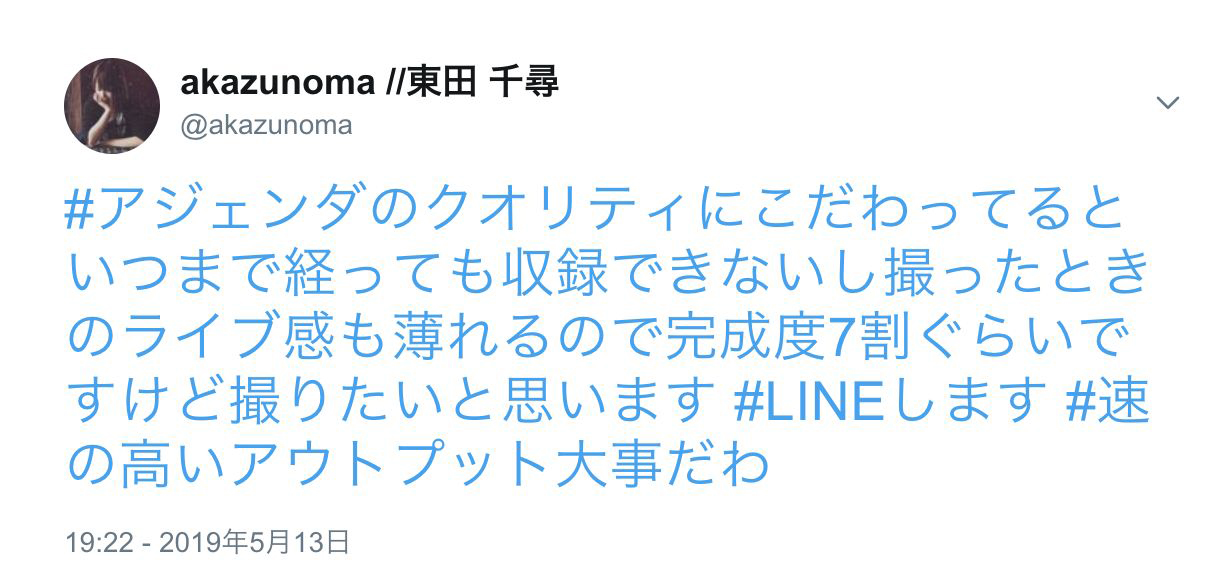 akazunoma //東田 千尋
@akazunoma
#アジェンダのクオリティにこだわってると
いつまで経っても収録できないし撮ったとき
のライブ感も薄れるので完成度7割ぐらいで
すけど撮りたいと思います #LINEします #速
の高いアウトプット大事だわ
19:22 - 2019年5月13日